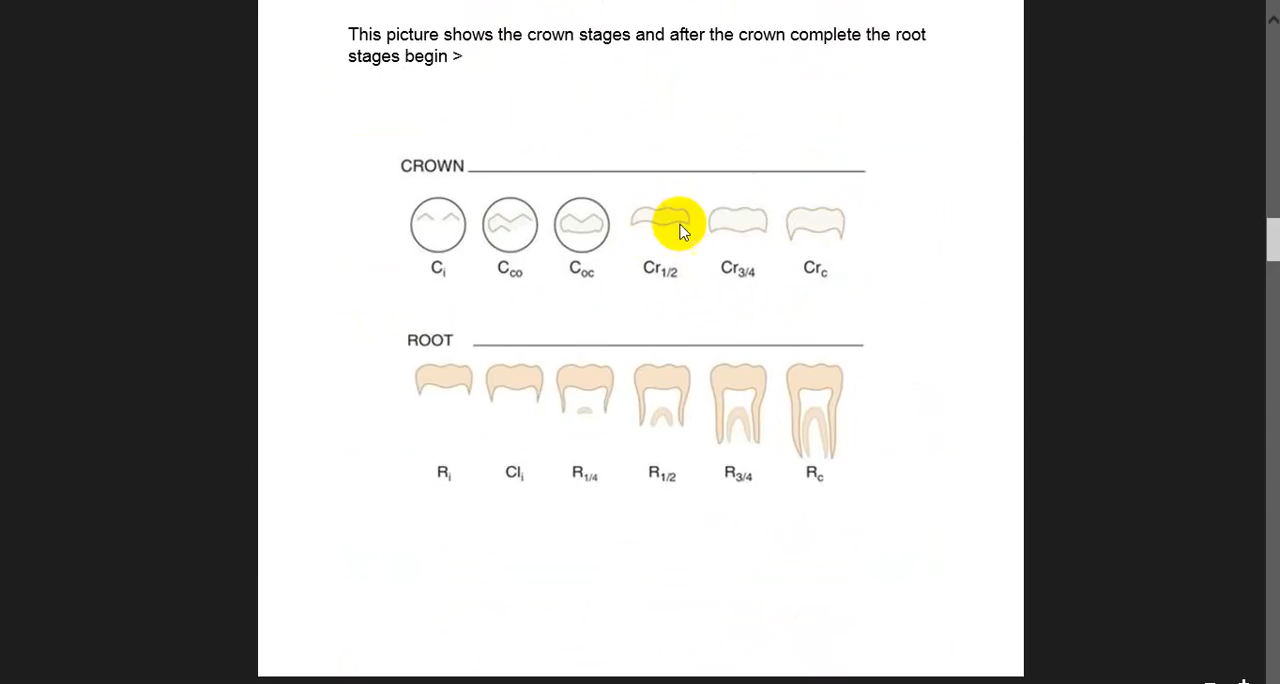 This picture shows the crown stages and after the crown complete the root
stages begin >
CROWN
Ci Cco Coc Cr1/2 Cr3/4 Crc
ROOT
Ri Cli R1/4 R1/2 R3/4 Rc